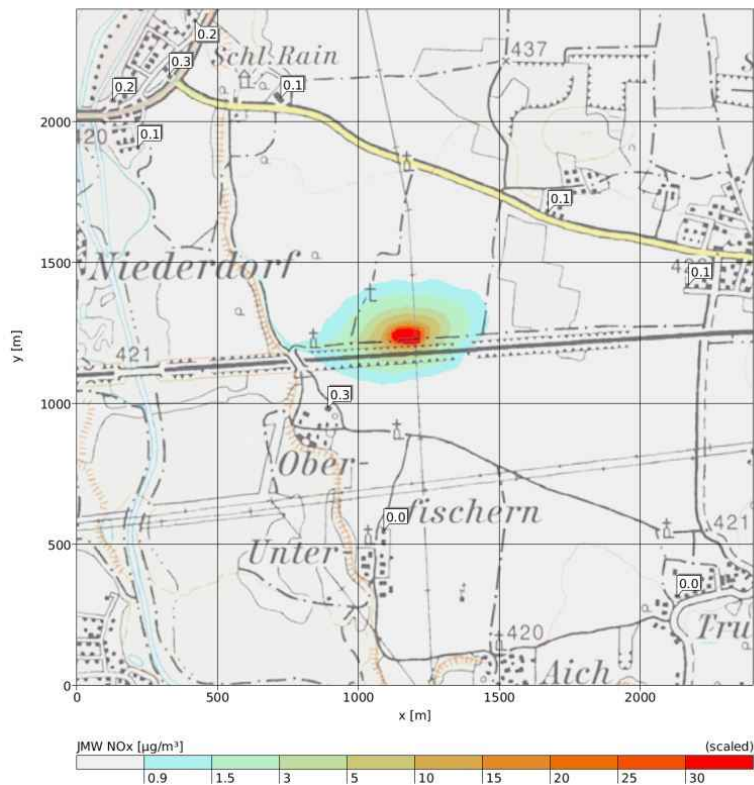 0.2
Schl.Rain
437
0.3
0.2
0.1
2000
420
0.1
0.1
1500
0.1
Niederdorf
y [m]
421
1000
0.3
Ober-
0.0
fischern
421
500
Unter-
0.0
420
Tru
Aich
0
0 500 1000 1500 2000
x [m]
JMW NOx [µg/m³] (scaled)
0.9 1.5 3 5 10 15 20 25 30